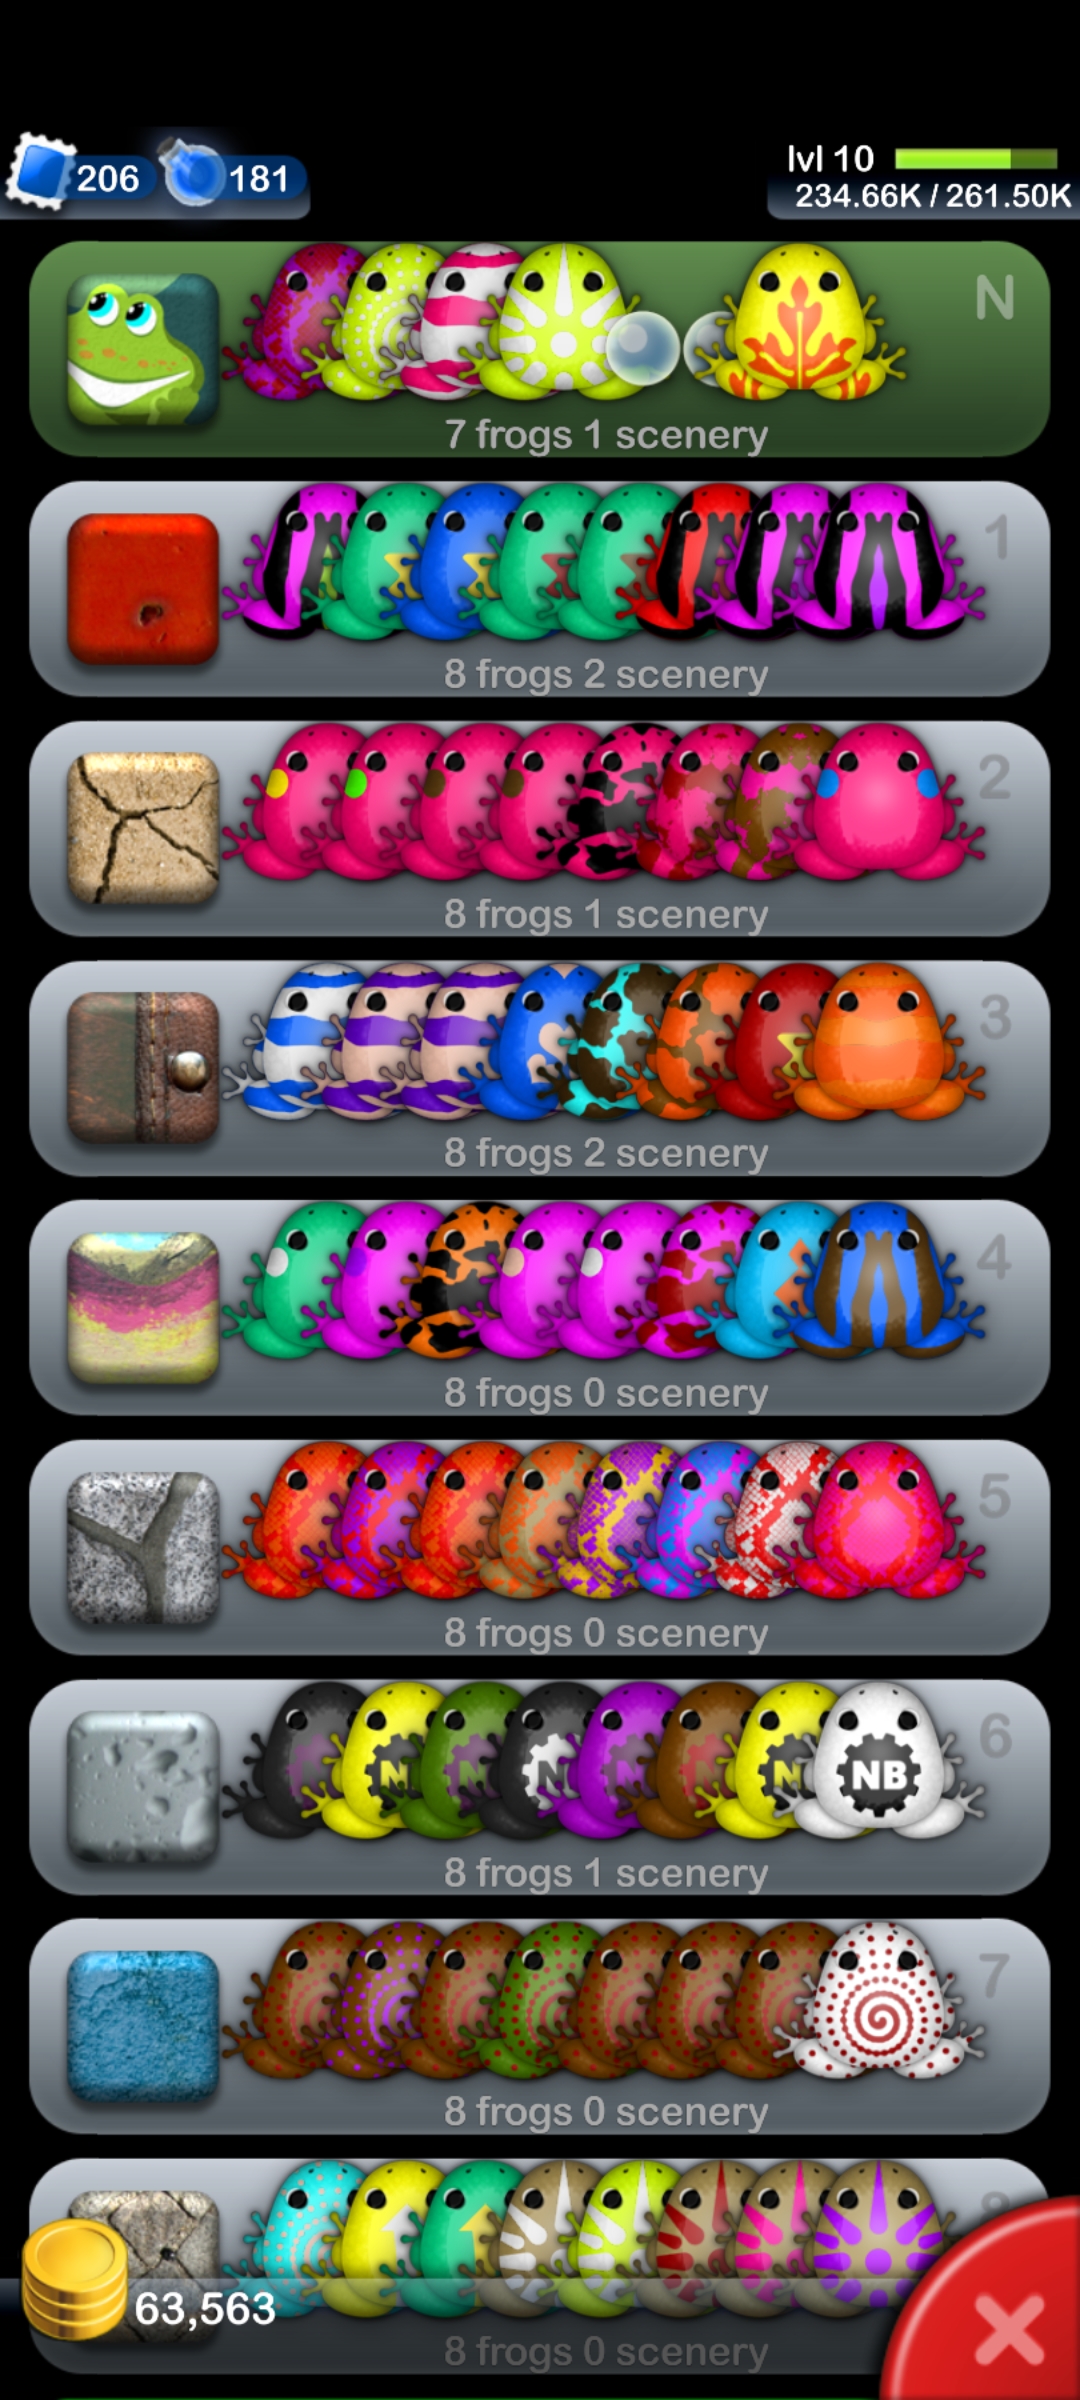 206 181
lvl 10
234.66K / 261.50K
N
7 frogs 1 scenery
1
8 frogs 2 scenery
2
8 frogs 1 scenery
3
8 frogs 2 scenery
4
8 frogs 0 scenery
5
8 frogs 0 scenery
6
N N N NB
8 frogs 1 scenery
7
8 frogs 0 scenery
63,563
8 frogs 0 scenery